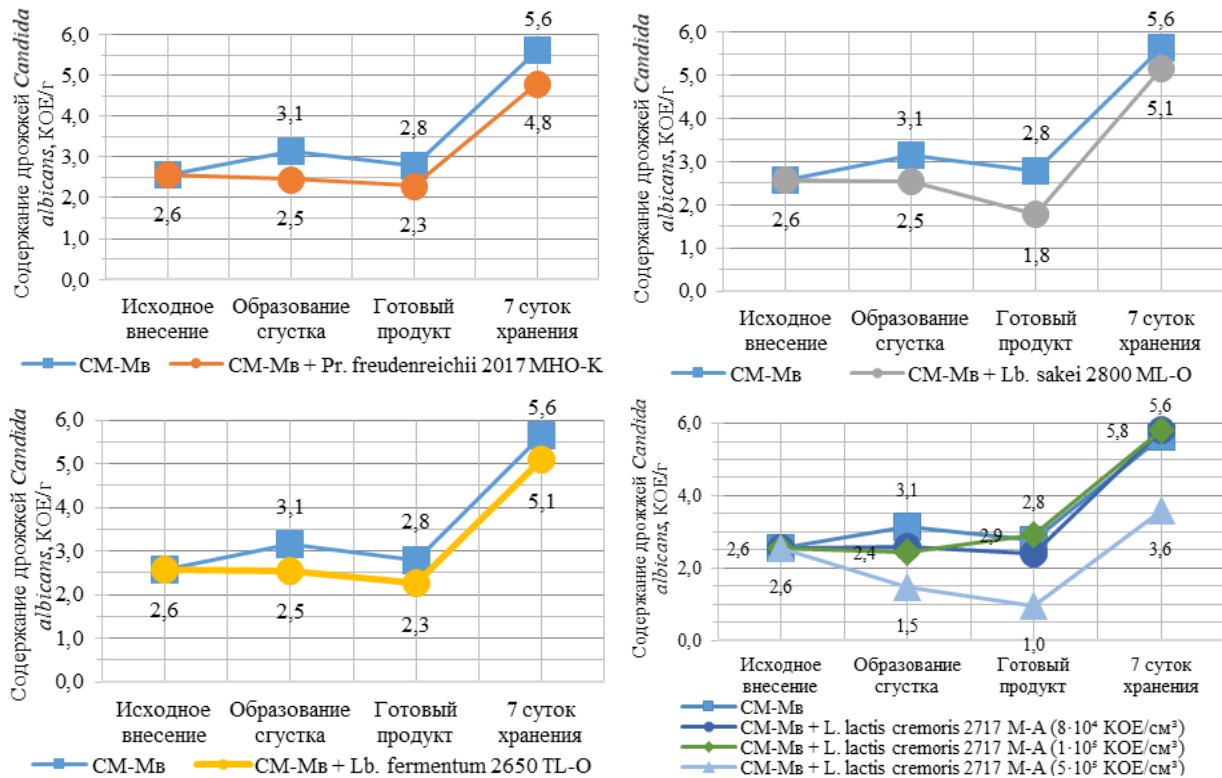 Содержание дрожжей Candida
albicans, КОЕ/г
6,0
5,0
4,0
3,0
2,0
1,0
0,0
5,6
3,1
2,8
4,8
2,6
2,5
2,3
Исходное
внесение
Образование
сгустка
Готовый
продукт
7 суток
хранения
СМ-Мв
СМ-Мв + Pr. freudenreichii 2017 МНО-К
Содержание дрожжей Candida
albicans, КОЕ/г
6,0
5,0
4,0
3,0
2,0
1,0
0,0
5,6
3,1
2,8
5,1
2,6
2,5
1,8
Исходное
внесение
Образование
сгустка
Готовый
продукт
7 суток
хранения
СМ-Мв
СМ-Мв + Lb. sakei 2800 ML-O
Содержание дрожжей Candida
albicans, КОЕ/г
6,0
5,0
4,0
3,0
2,0
1,0
0,0
5,6
3,1
2,8
5,1
2,6
2,5
2,3
Исходное
внесение
Образование
сгустка
Готовый
продукт
7 суток
хранения
СМ-Мв
СМ-Мв + Lb. fermentum 2650 TL-O
Содержание дрожжей Candida
albicans, КОЕ/г
6,0
4,0
2,0
0,0
5,6
5,8
3,1
2,8
2,9
2,6
2,4
3,6
2,6
1,5
1,0
Исходное
внесение
Образование
сгустка
Готовый
продукт
7 суток
хранения
СМ-Мв
СМ-Мв + L. lactis cremoris 2717 M-A (8·10⁴ КОЕ/см³)
СМ-Мв + L. lactis cremoris 2717 M-A (1·10⁵ КОЕ/см³)
СМ-Мв + L. lactis cremoris 2717 M-A (5·10⁵ КОЕ/см³)